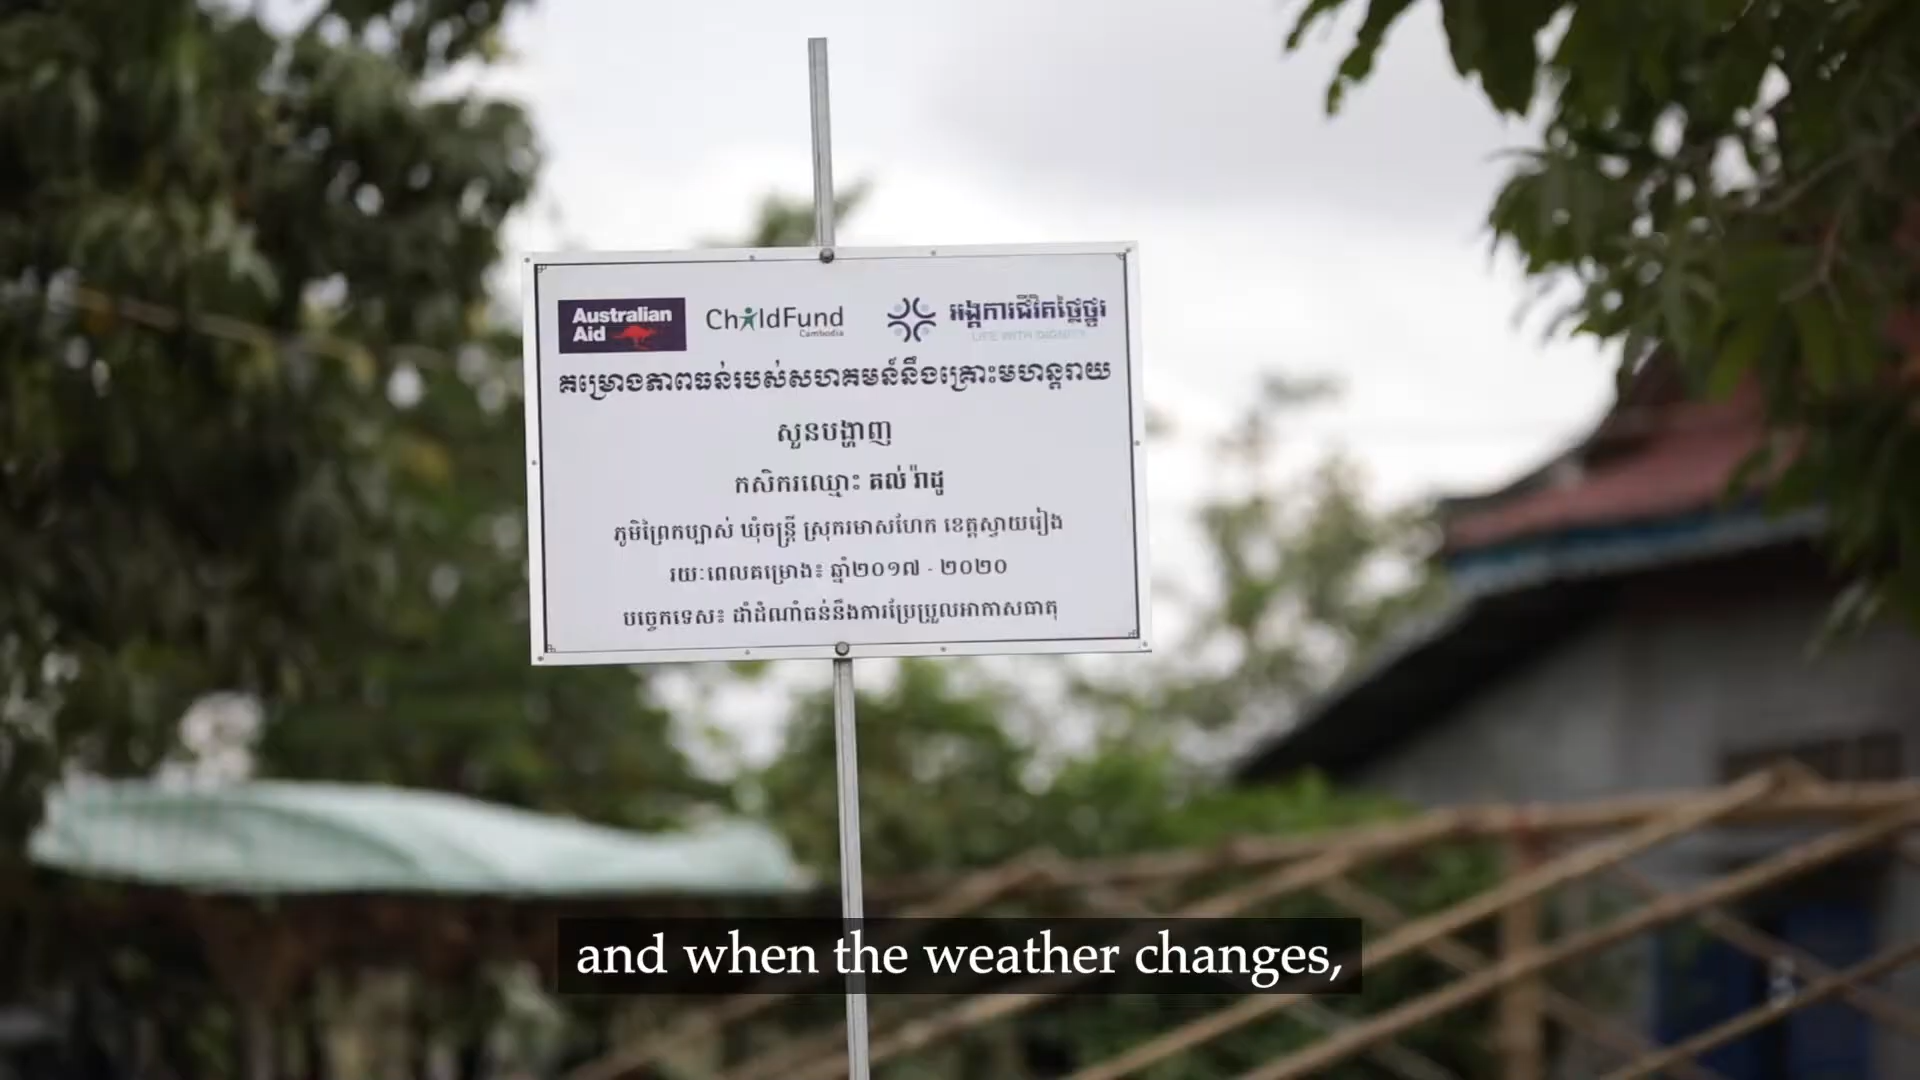 Australian
Aid
ChildFund
Cambodia
អង្គការជីវិតថ្លៃថ្នូរ
LIFE WITH DIGNITY
គម្រោងភាពធន់របស់សហគមន៍នឹងគ្រោះមហន្តរាយ
សួនបង្ហាញ
កសិករឈ្មោះ គល់ រ៉ាដូ
ភូមិព្រៃកប្បាស់ ឃុំចន្ត្រី ស្រុករមាសហែក ខេត្តស្វាយរៀង
រយៈពេលគម្រោង៖ ឆ្នាំ២០១៧ - ២០២០
បច្ចេកទេស៖ ដាំដំណាំធន់នឹងការប្រែប្រួលអាកាសធាតុ
and when the weather changes,